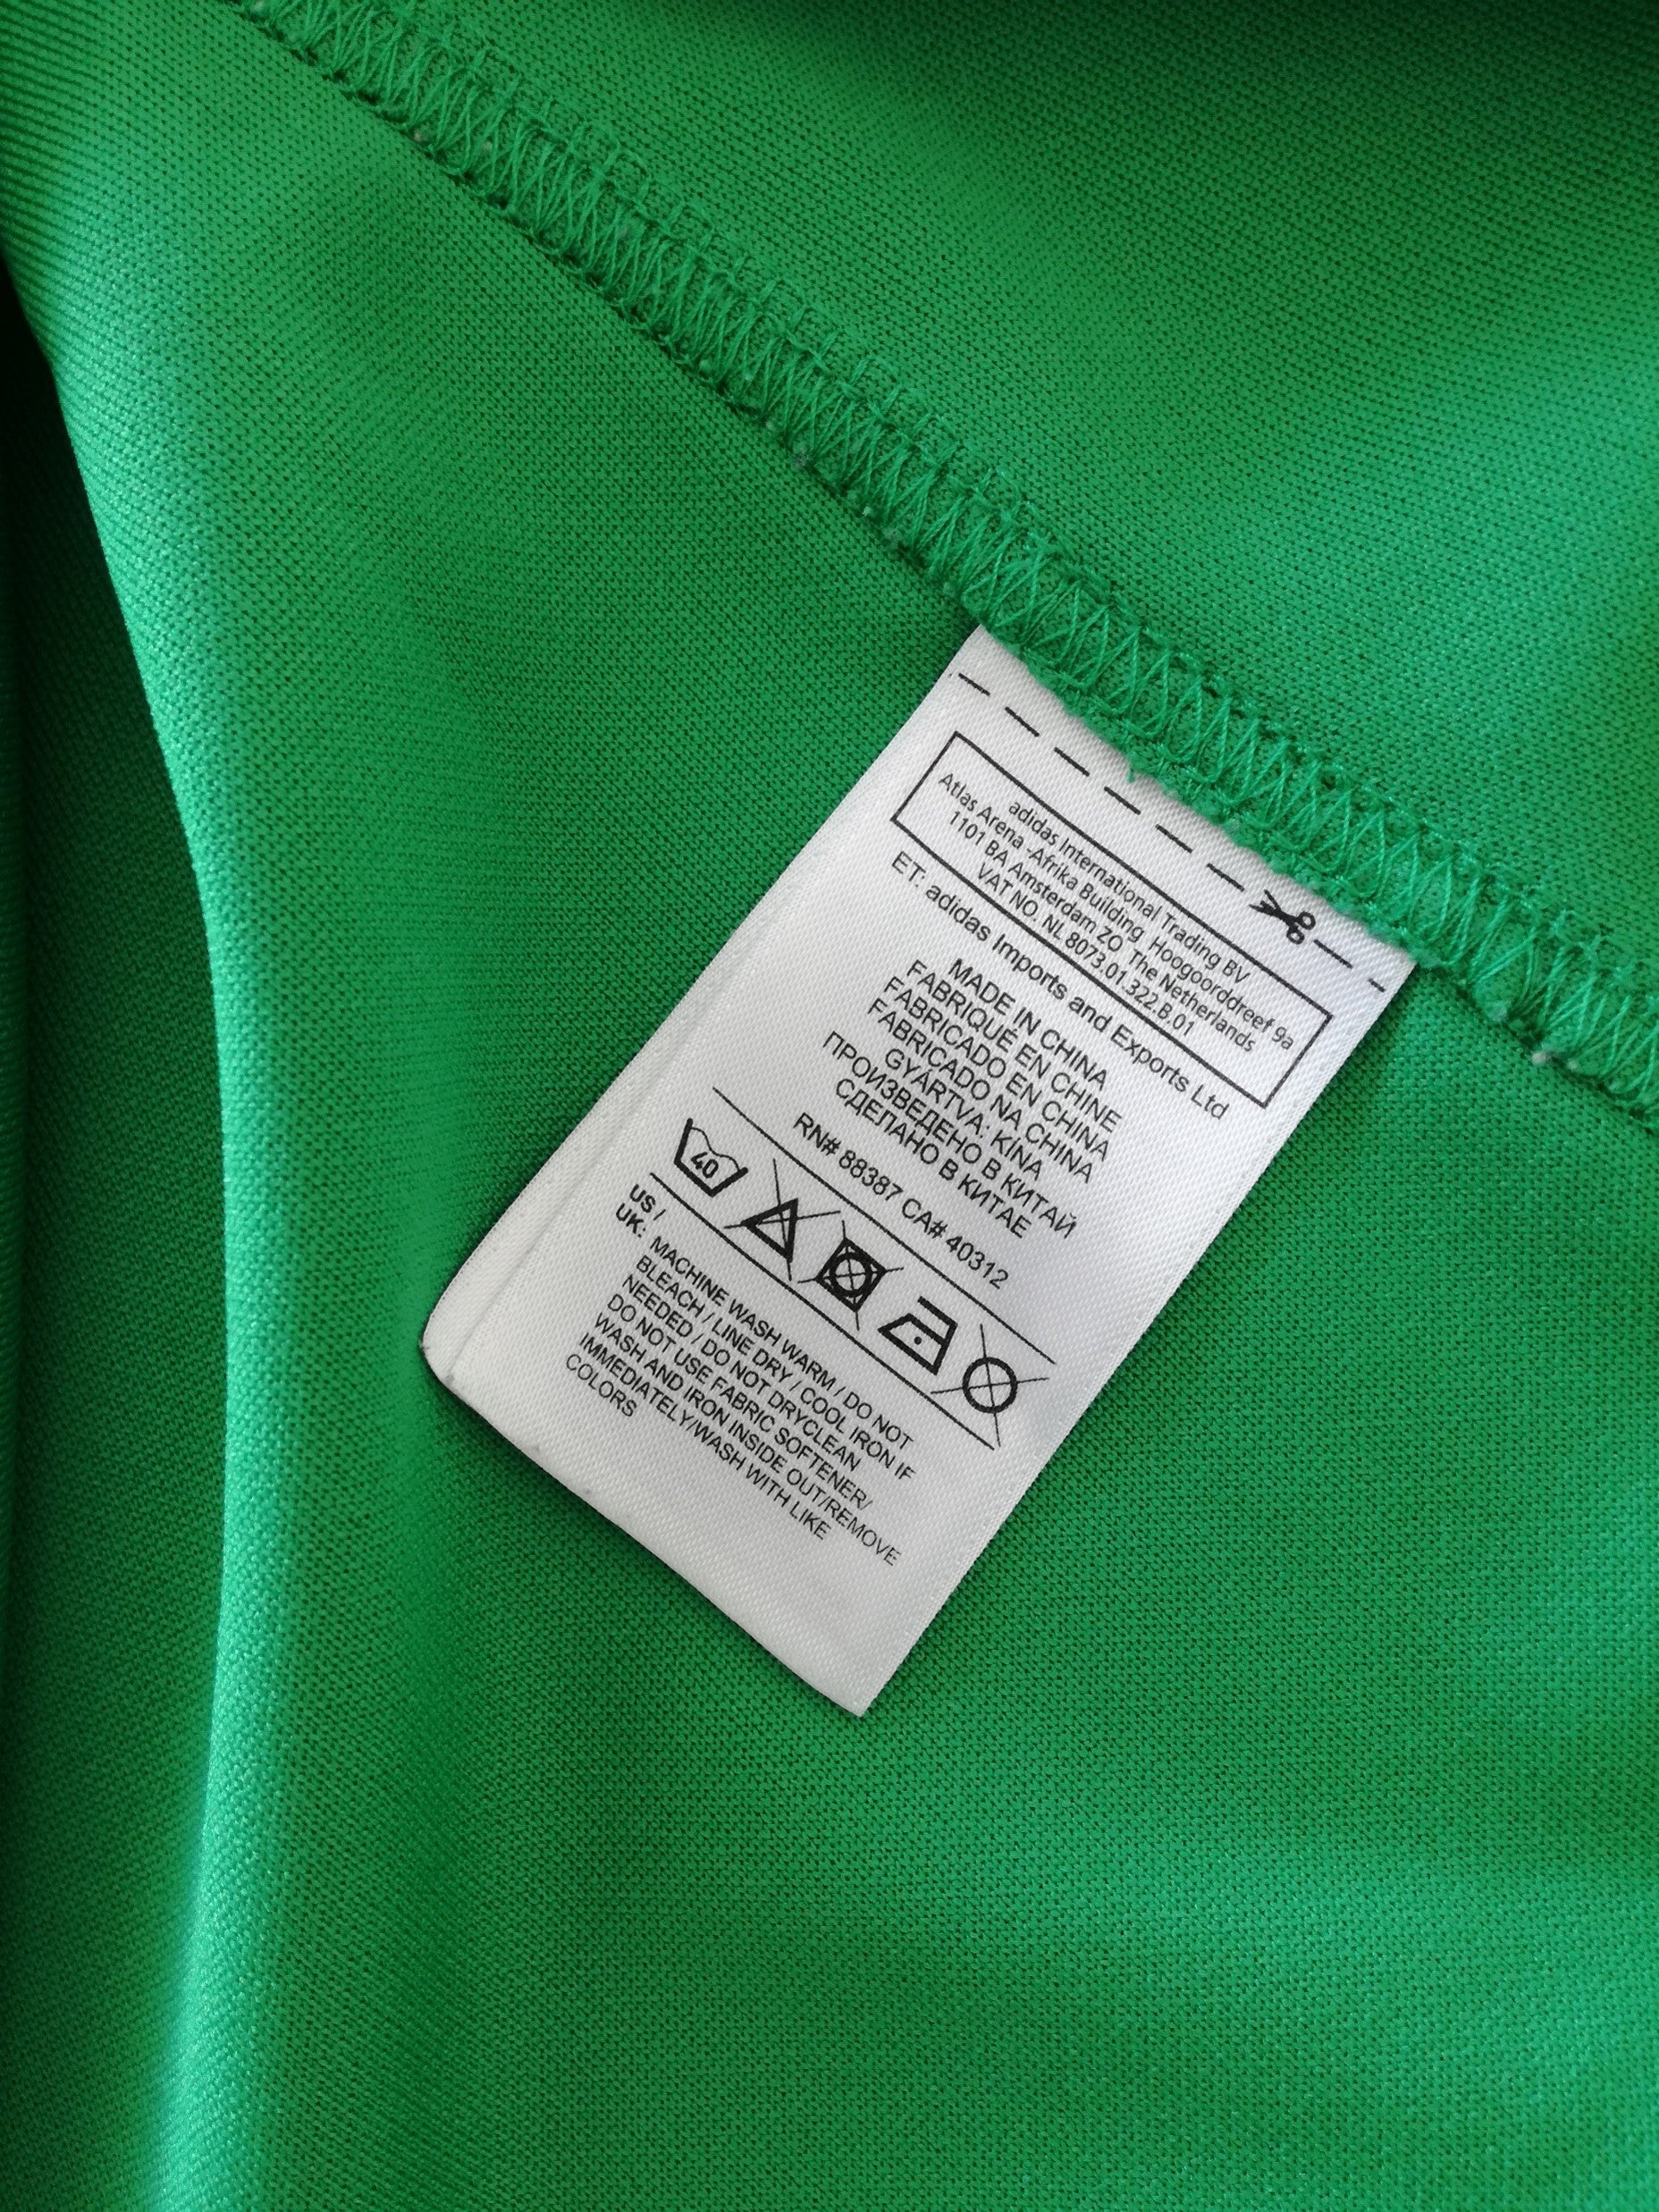 adidas International Trading BV
Atlas Arena -Afrika Building Hoogoorddreef 9a
1101 BA Amsterdam ZO The Netherlands
VAT NO. NL 8073.01.322.B.01
ET: adidas Imports and Exports Ltd
MADE IN CHINA
FABRIQUÉ EN CHINE
FABRICADO EN CHINA
FABRICADO NA CHINA
GYÁRTVA: KÍNA
ПРОИЗВЕДЕНО В КИТАЙ
СДЕЛАНО В КИТАЕ
RN# 88387 CA# 40312
40
US /
UK: MACHINE WASH WARM / DO NOT
BLEACH / LINE DRY / COOL IRON IF
NEEDED / DO NOT DRYCLEAN
DO NOT USE FABRIC SOFTENER/
WASH AND IRON INSIDE OUT/REMOVE
IMMEDIATELY/WASH WITH LIKE
COLORS